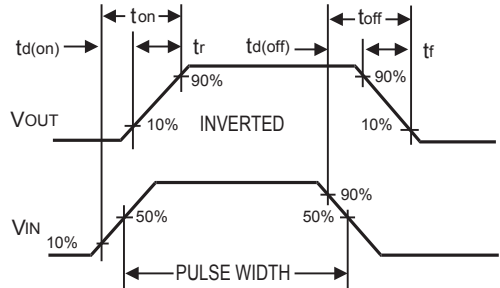 ton
toff
td(on)
tr
td(off)
tf
90%
90%
VOUT
10%
INVERTED
10%
90%
VIN
50%
50%
10%
PULSE WIDTH